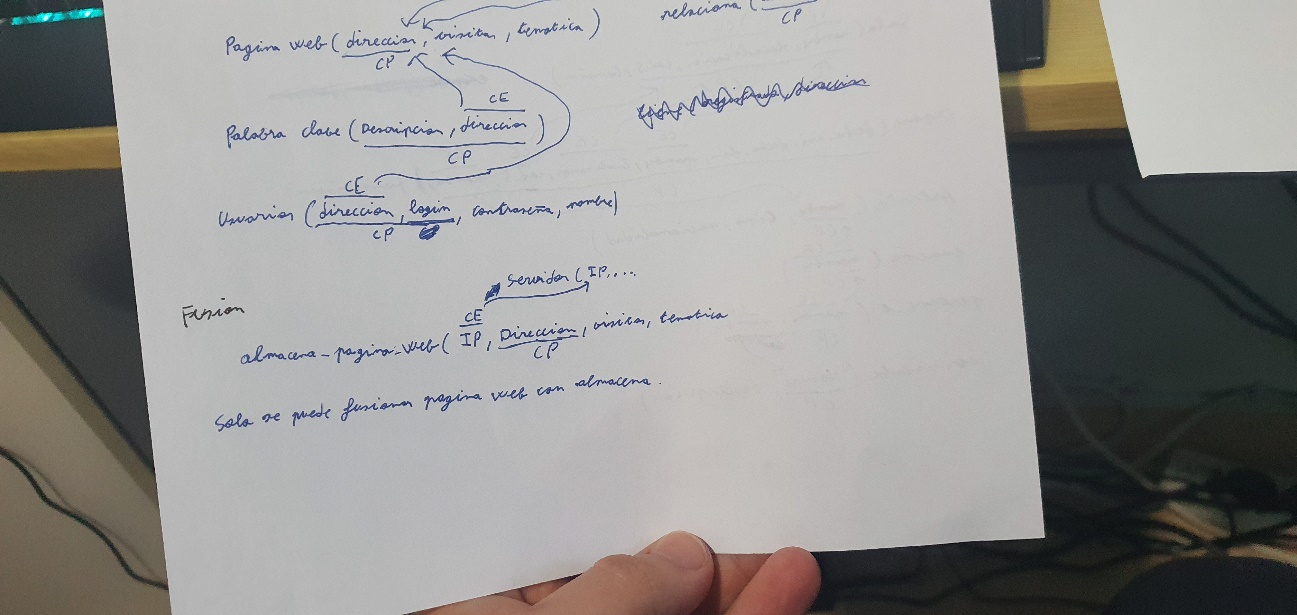 Pagina web (direccion, visitas, tematica)
CP
relaciona (
CP
CE
Palabra clave (Descripcion, direccion)
CP
CE
Usuarios (direccion, login, contraseña, nombre)
CP
Fusion
Servidor (IP, ...
CE
almacena_pagina_web (IP, Direccion, visitas, tematica
CP
Solo se puede fusionar pagina web con almacena.